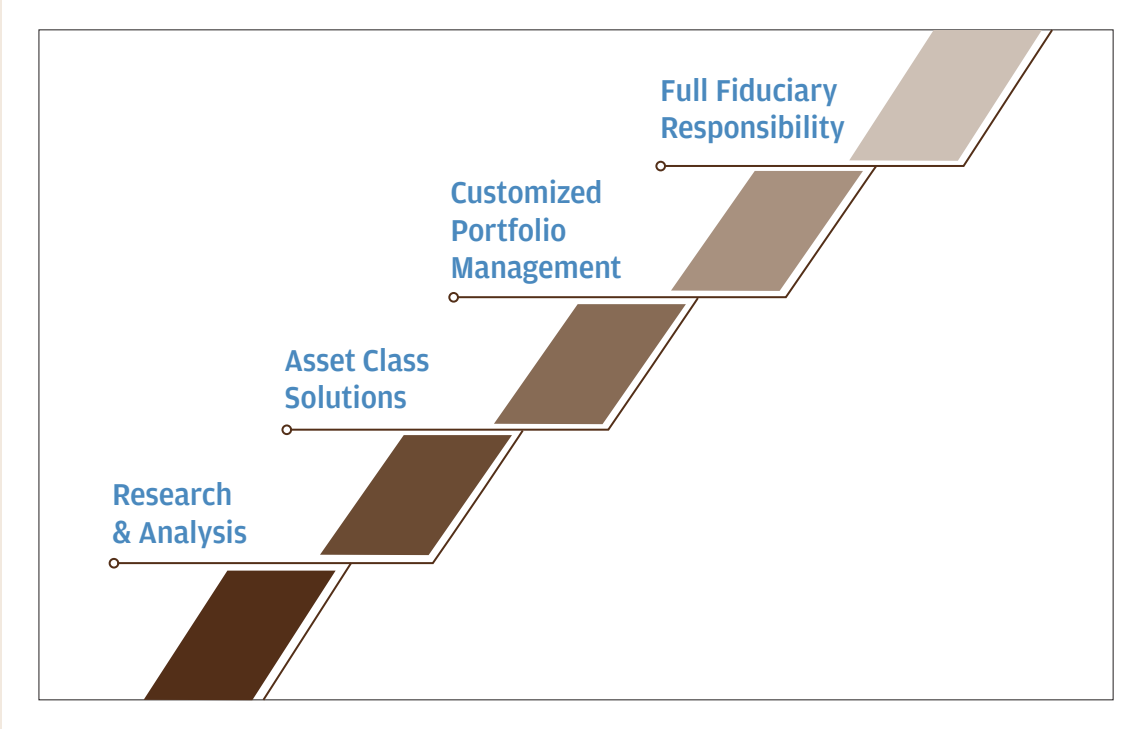 Full Fiduciary
Responsibility
Customized
Portfolio
Management
Asset Class
Solutions
Research
& Analysis